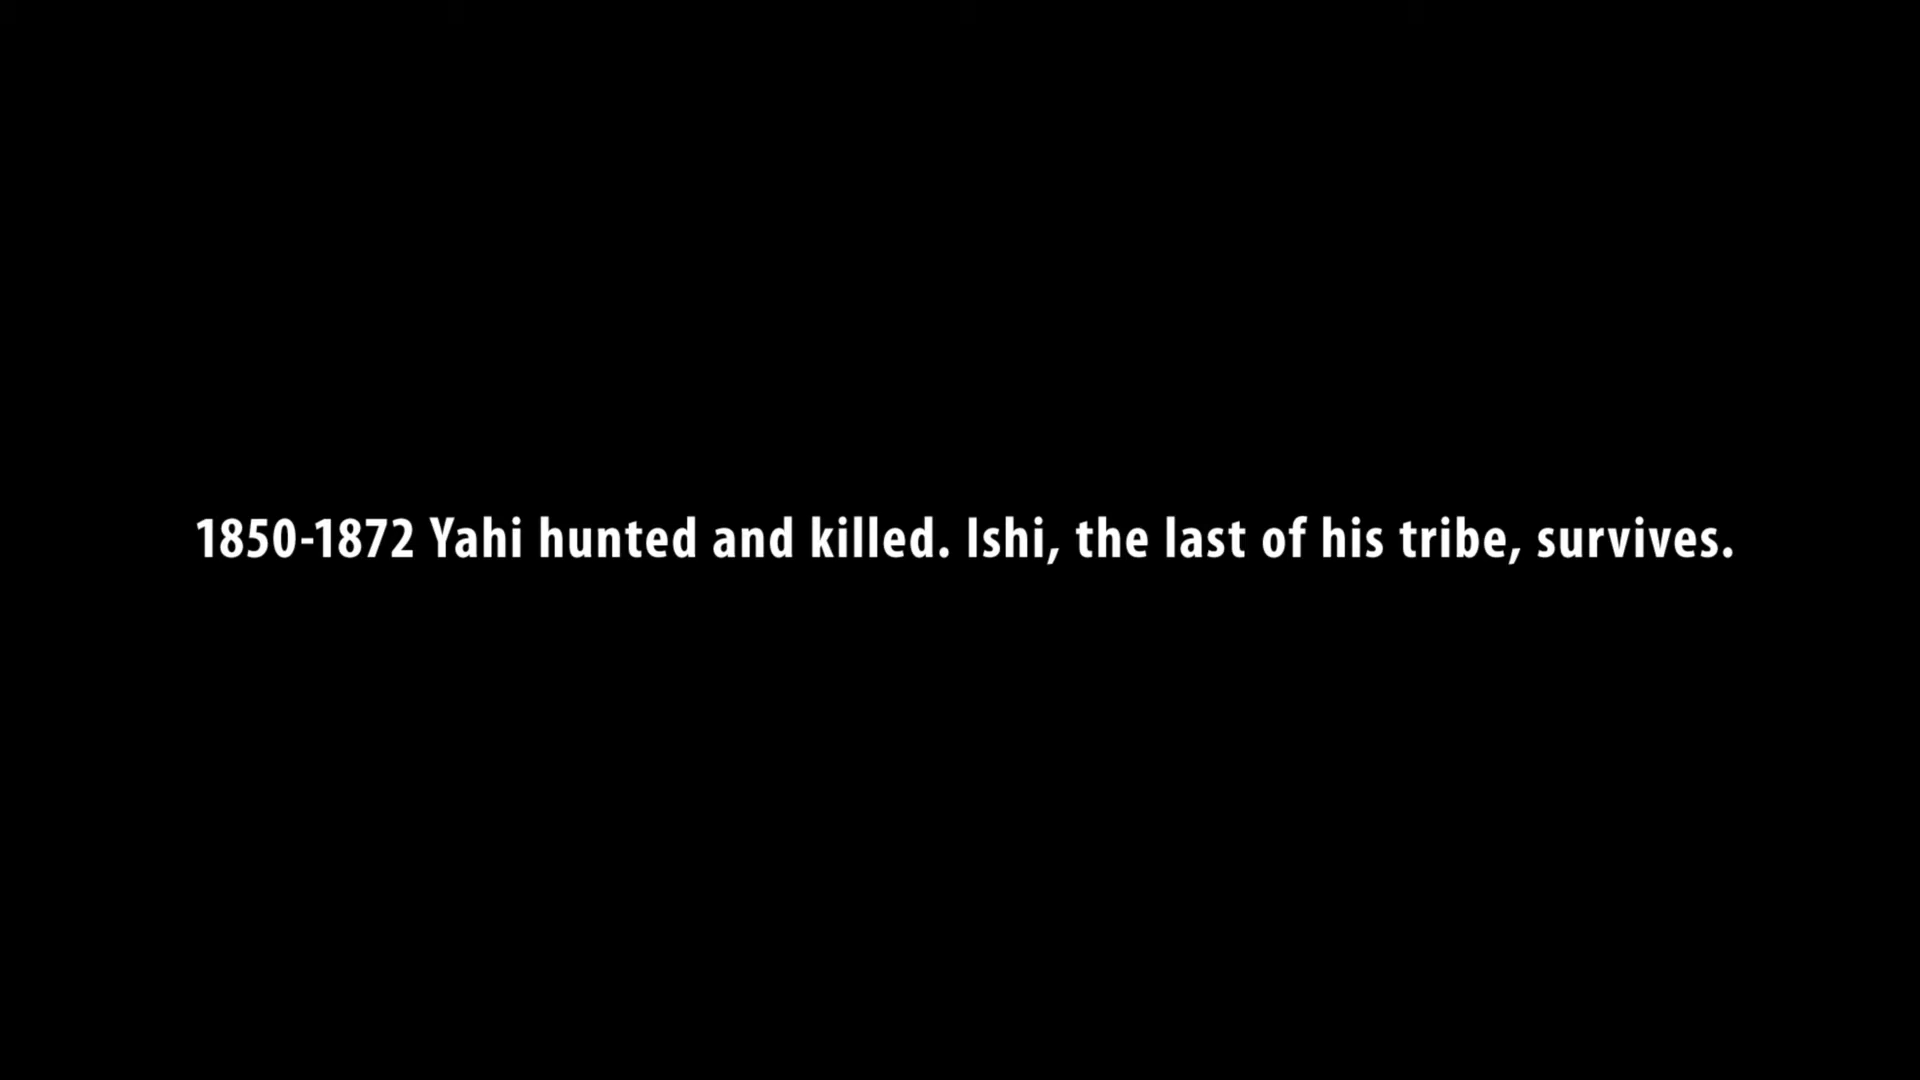 1850-1872 Yahi hunted and killed. Ishi, the last of his tribe, survives.